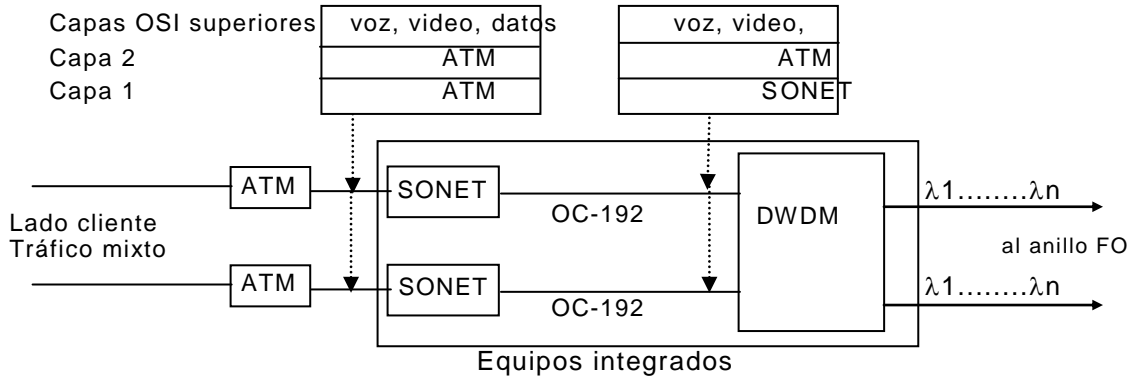 Capas OSI superiores
voz, video, datos
voz, video,
Capa 2
ATM
ATM
Capa 1
ATM
SONET
ATM
SONET
OC-192
DWDM
λ1........λn
Lado cliente
Tráfico mixto
al anillo FO
ATM
SONET
OC-192
λ1........λn
Equipos integrados